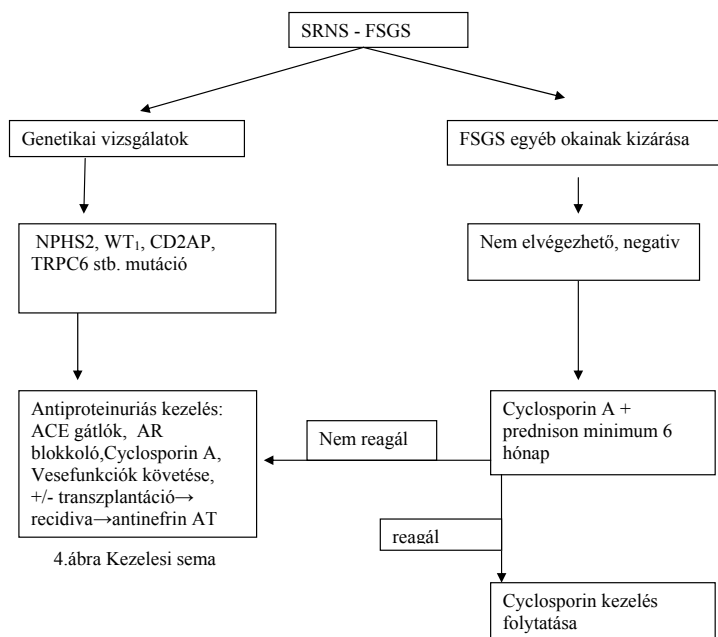 SRNS - FSGS
Genetikai vizsgálatok
FSGS egyéb okainak kizárása
NPHS2, WT₁, CD2AP,
TRPC6 stb. mutáció
Nem elvégezhető, negativ
Antiproteinuriás kezelés:
ACE gátlók, AR
blokkoló,Cyclosporin A,
Vesefunkciók követése,
+/- transzplantáció→
recidiva→antinefrin AT
Nem reagál
Cyclosporin A +
prednison minimum 6
hónap
reagál
4.ábra Kezelesi sema
Cyclosporin kezelés
folytatása